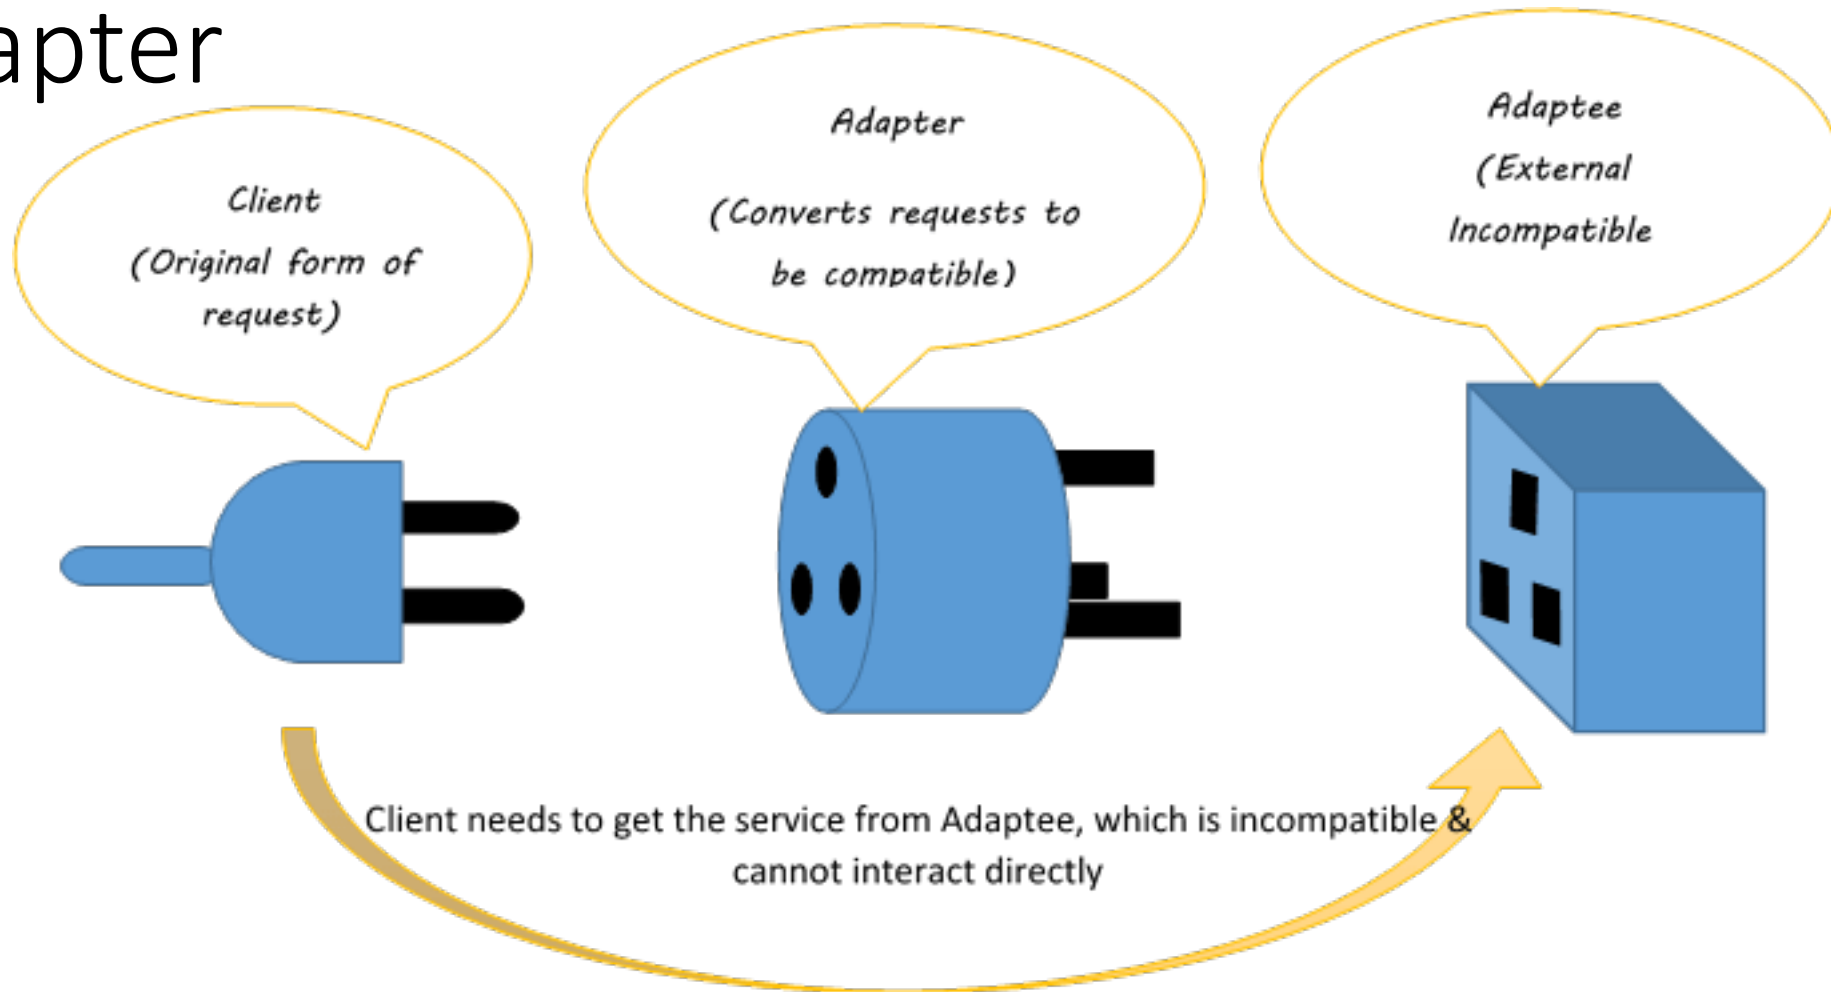 apter
Client
(Original form of
request)
Adapter
(Converts requests to
be compatible)
Adaptee
(External
Incompatible
Client needs to get the service from Adaptee, which is incompatible &
cannot interact directly